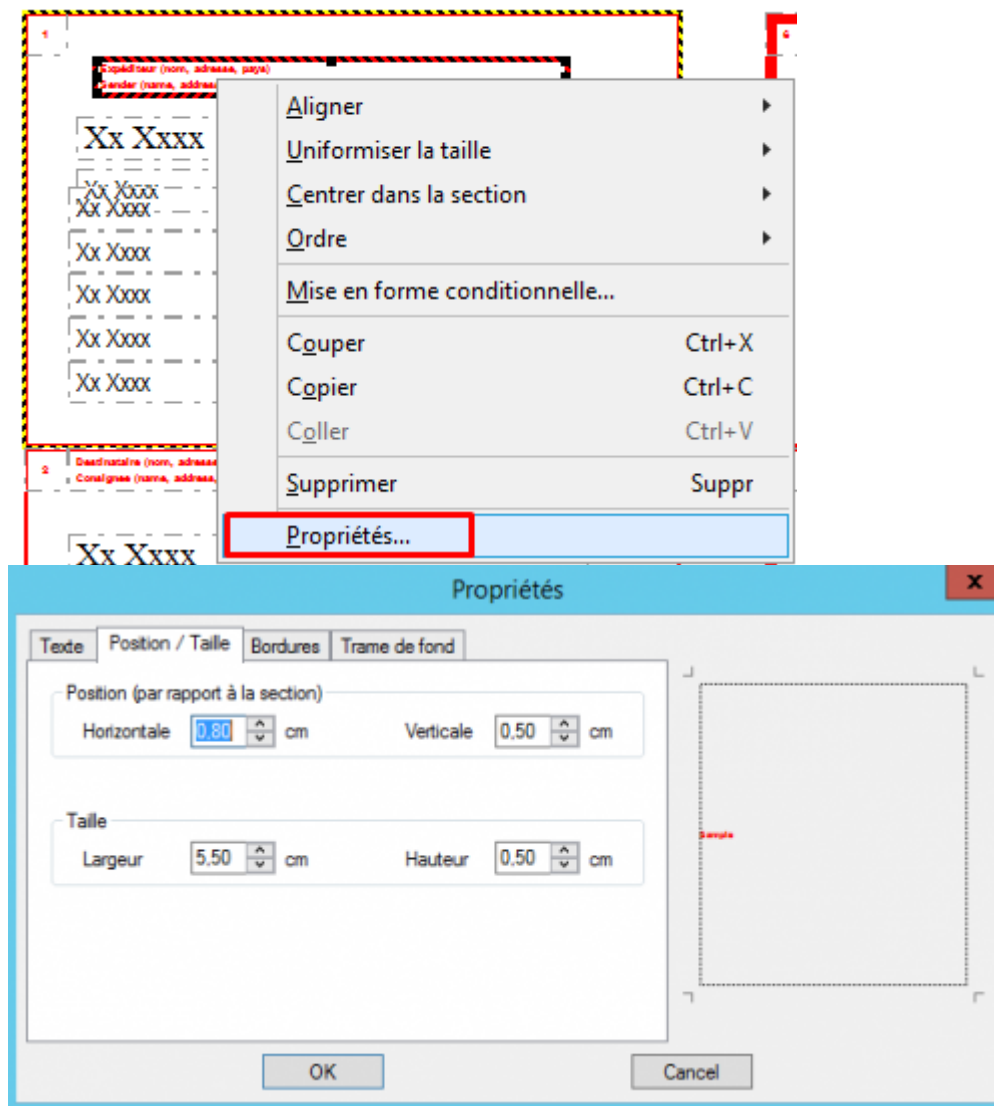 1
6
Expéditeur (nom, adresse, pays)
Sender (name, address,
Xx Xxxx
Xx Xxxx
Xx Xxxx
Xx Xxxx
Xx Xxxx
Xx Xxxx
Xx Xxxx
2
Destinataire (nom, adresse
Consignee (name, address,
Xx Xxxx
Aligner
Uniformiser la taille
Centrer dans la section
Ordre
Mise en forme conditionnelle...
Couper Ctrl+X
Copier Ctrl+C
Coller Ctrl+V
Supprimer Suppr
Propriétés...
Propriétés
x
Texte Position / Taille Bordures Trame de fond
Position (par rapport à la section)
Horizontale 0,80 cm Verticale 0,50 cm
Taille
Largeur 5,50 cm Hauteur 0,50 cm
Sample
OK Cancel